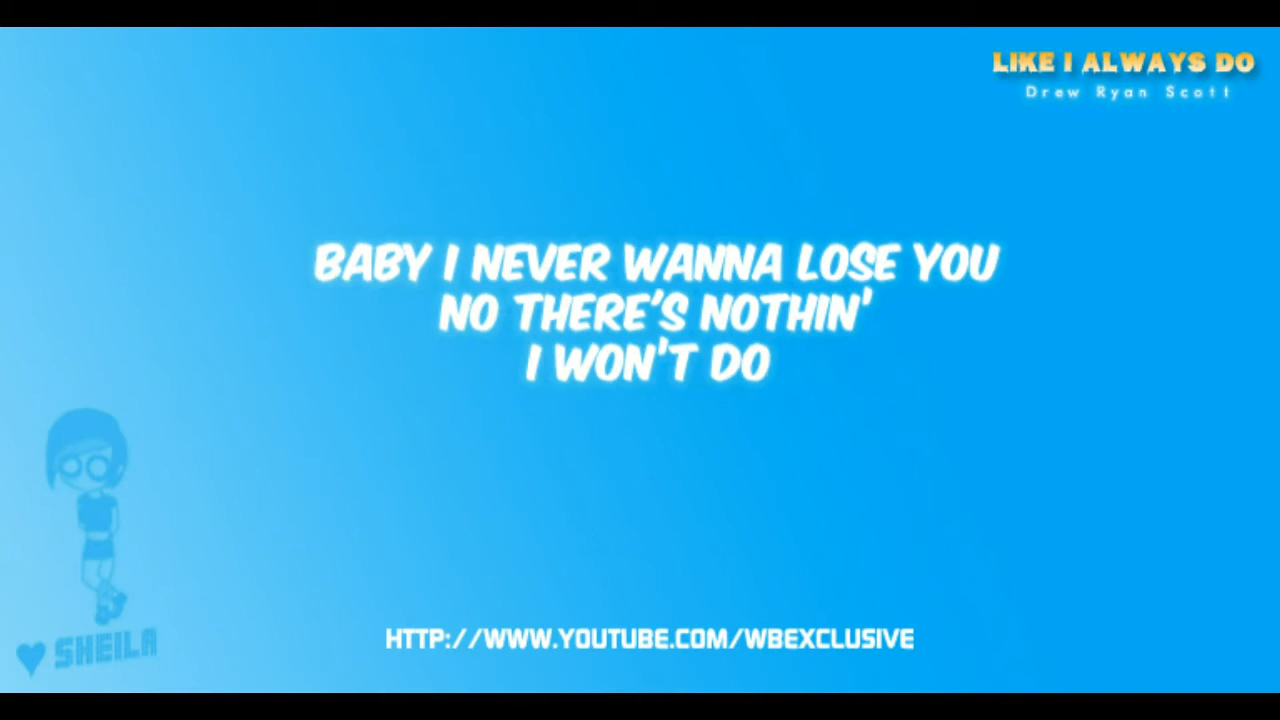 LIKE I ALWAYS DO
Drew Ryan Scott
BABY I NEVER WANNA LOSE YOU
NO THERE'S NOTHIN'
I WON'T DO
SHEILA
HTTP://WWW.YOUTUBE.COM/WBEXCLUSIVE